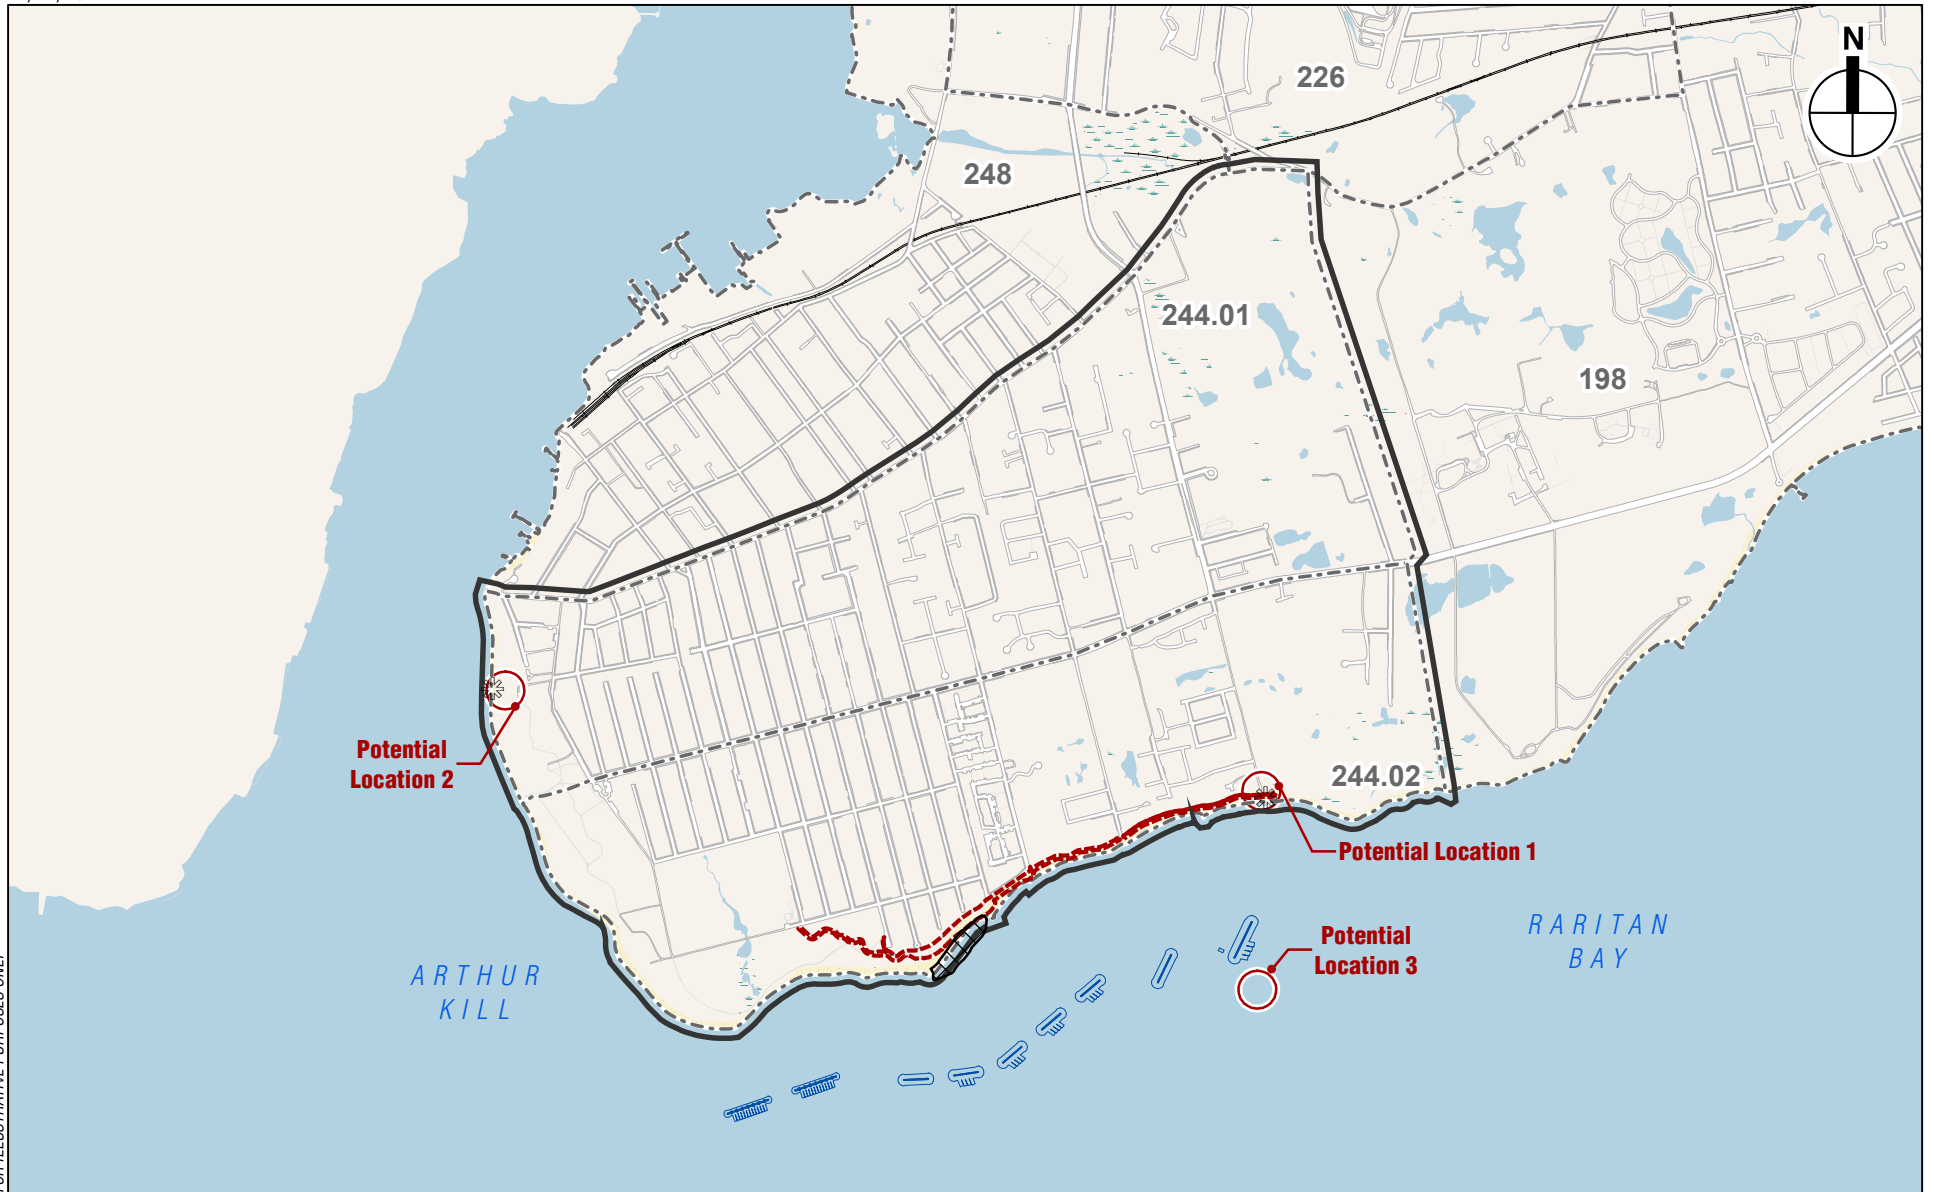 N
226
248
244.01
198
Potential
Location 2
244.02
Potential Location 1
Potential
Location 3
RARITAN
BAY
ARTHUR
KILL